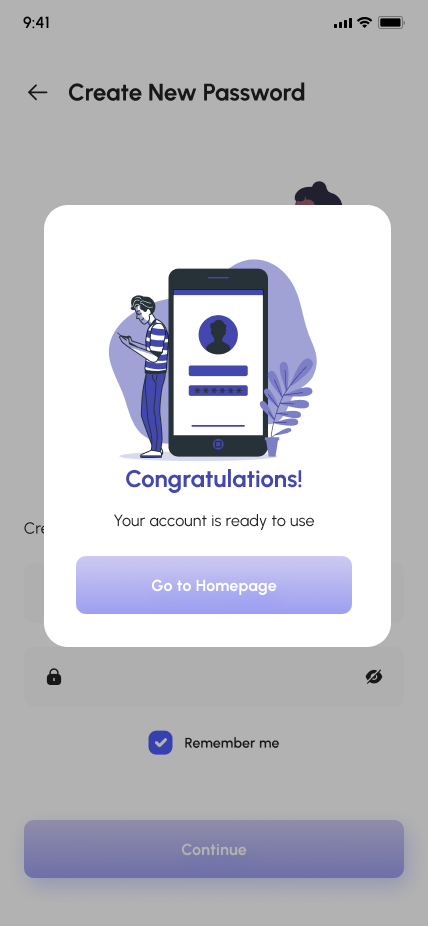 9:41
Create New Password
Congratulations!
Your account is ready to use
Go to Homepage
Cre
Remember me
Continue